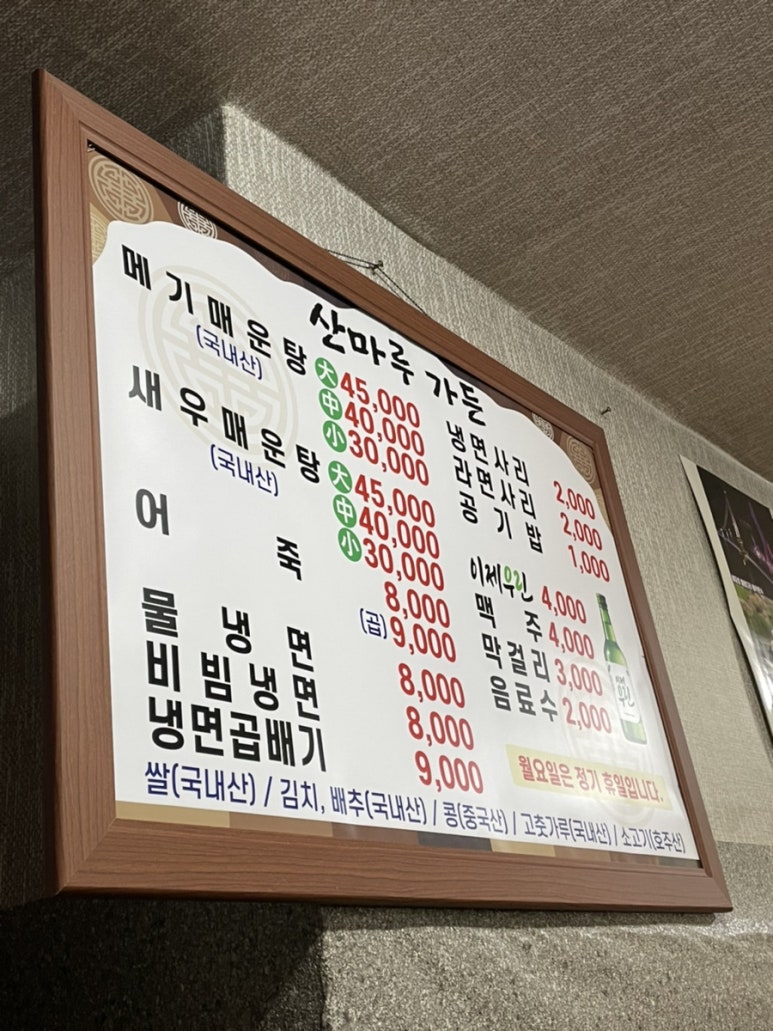 산마루 가든
메기매운탕 大 45,000
(국내산) 中 40,000
小 30,000
새우매운탕 大 45,000
(국내산) 中 40,000
小 30,000
어죽 8,000
(곱) 9,000
물냉면 8,000
비빔냉면 8,000
냉면곱배기 9,000
냉면사리 2,000
라면사리 2,000
공기밥 1,000
이제우린 4,000
맥주 4,000
막걸리 3,000
음료수 2,000
월요일은 정기 휴일입니다.
쌀(국내산) / 김치, 배추(국내산) / 콩(중국산) / 고춧가루(국내산) / 소고기(호주산)